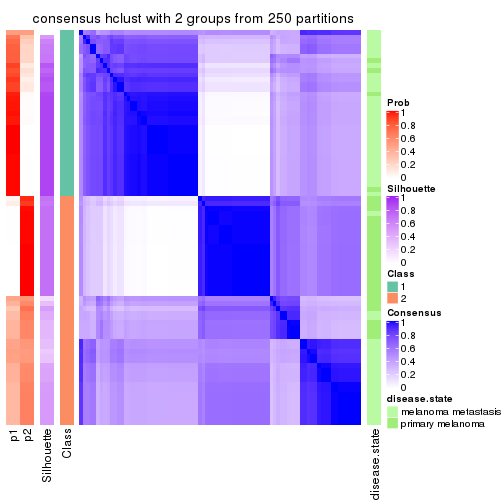 consensus hclust with 2 groups from 250 partitions
Prob
1
0.8
0.6
0.4
0.2
0
Silhouette
1
0.8
0.6
0.4
0.2
0
Class
1
2
Consensus
1
0.8
0.6
0.4
0.2
0
disease.state
melanoma metastasis
primary melanoma
p1
p2
Silhouette
Class
disease.state